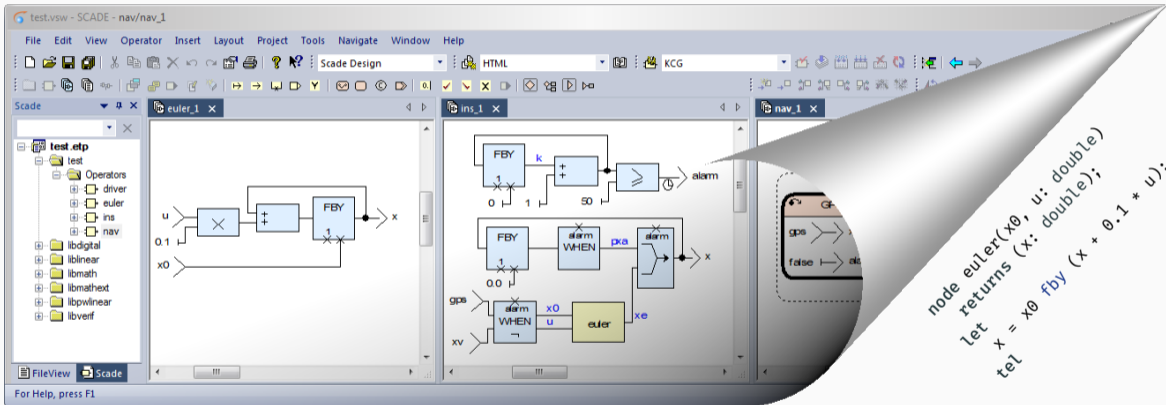 test.vsw - SCADE - nav/nav_1
File Edit View Operator Insert Layout Project Tools Navigate Window Help
Scade Design HTML KCG
Scade
euler_1
ins_1
nav_1
test.etp
test
Operators
driver
euler
ins
nav
libdigital
liblinear
libmath
libmathext
libpwlinear
libverif
FileView Scade
For Help, press F1
u
0.1
x0
FBY
1
x
FBY
1
k
0
1
50
alarm
FBY
1
0.0
alarm
WHEN
pxa
alarm
x
gps
xv
alarm
WHEN
x0
u
euler
xe
gps
false
node euler(x0, u: double)
returns (x: double);
let
x = x0 fby (x + 0.1 * u);
tel